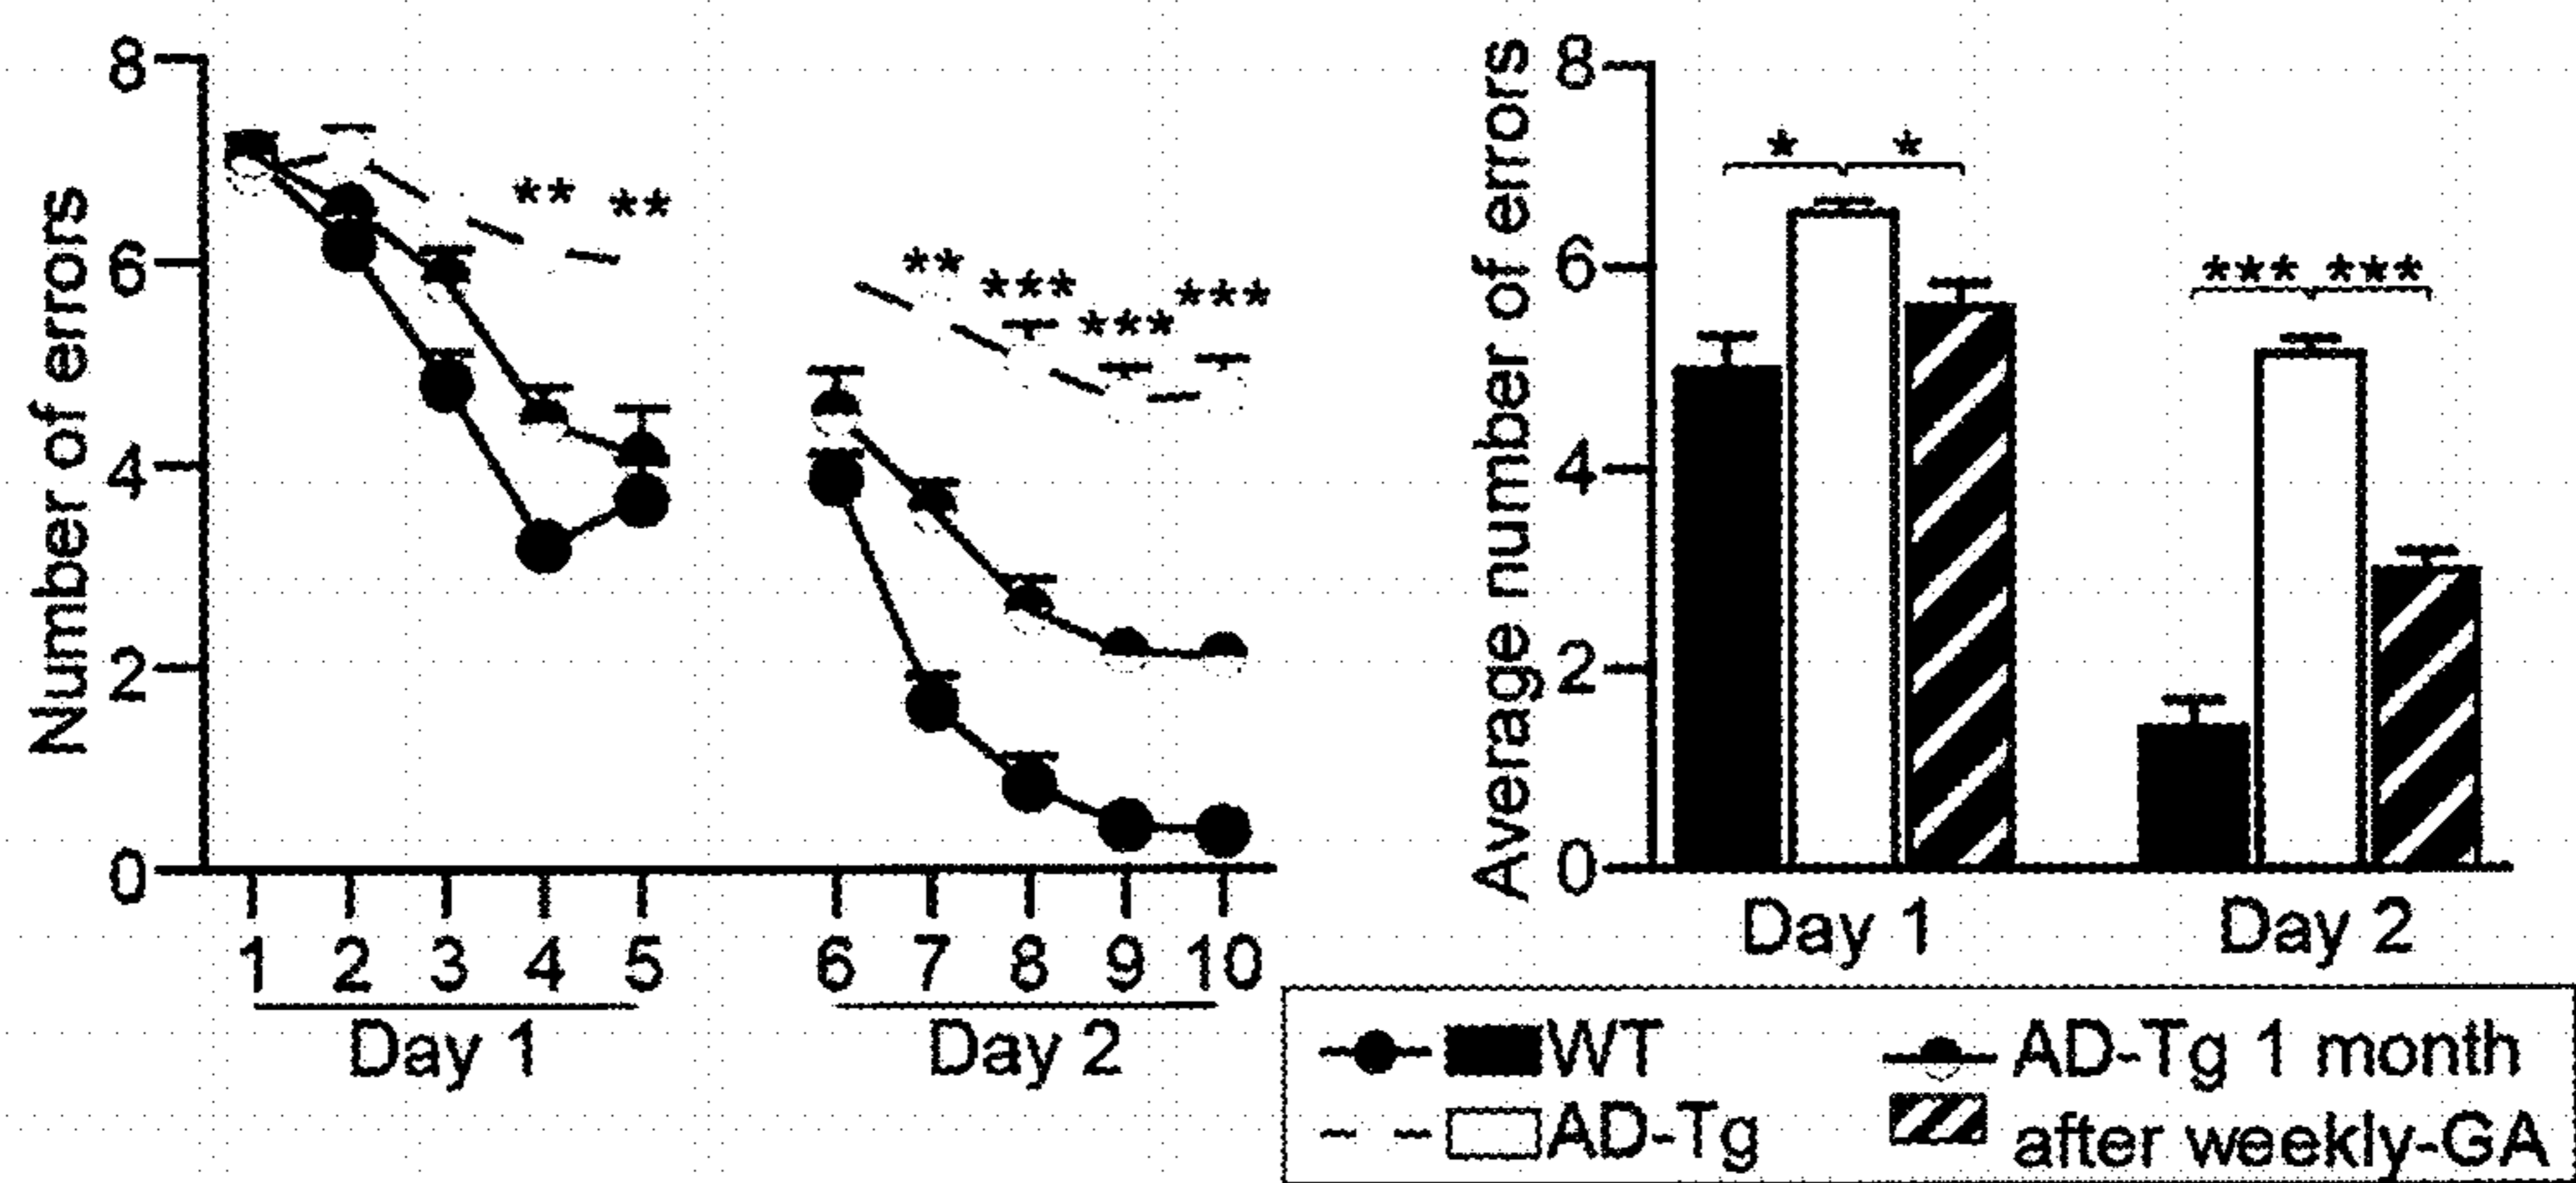 Number of errors
8
6
4
2
0
** **
** *** *** ***
1 2 3 4 5 6 7 8 9 10
Day 1 Day 2
Average number of errors
8
6
4
2
0
* *
*** ***
Day 1 Day 2
WT
AD-Tg
AD-Tg 1 month
after weekly-GA